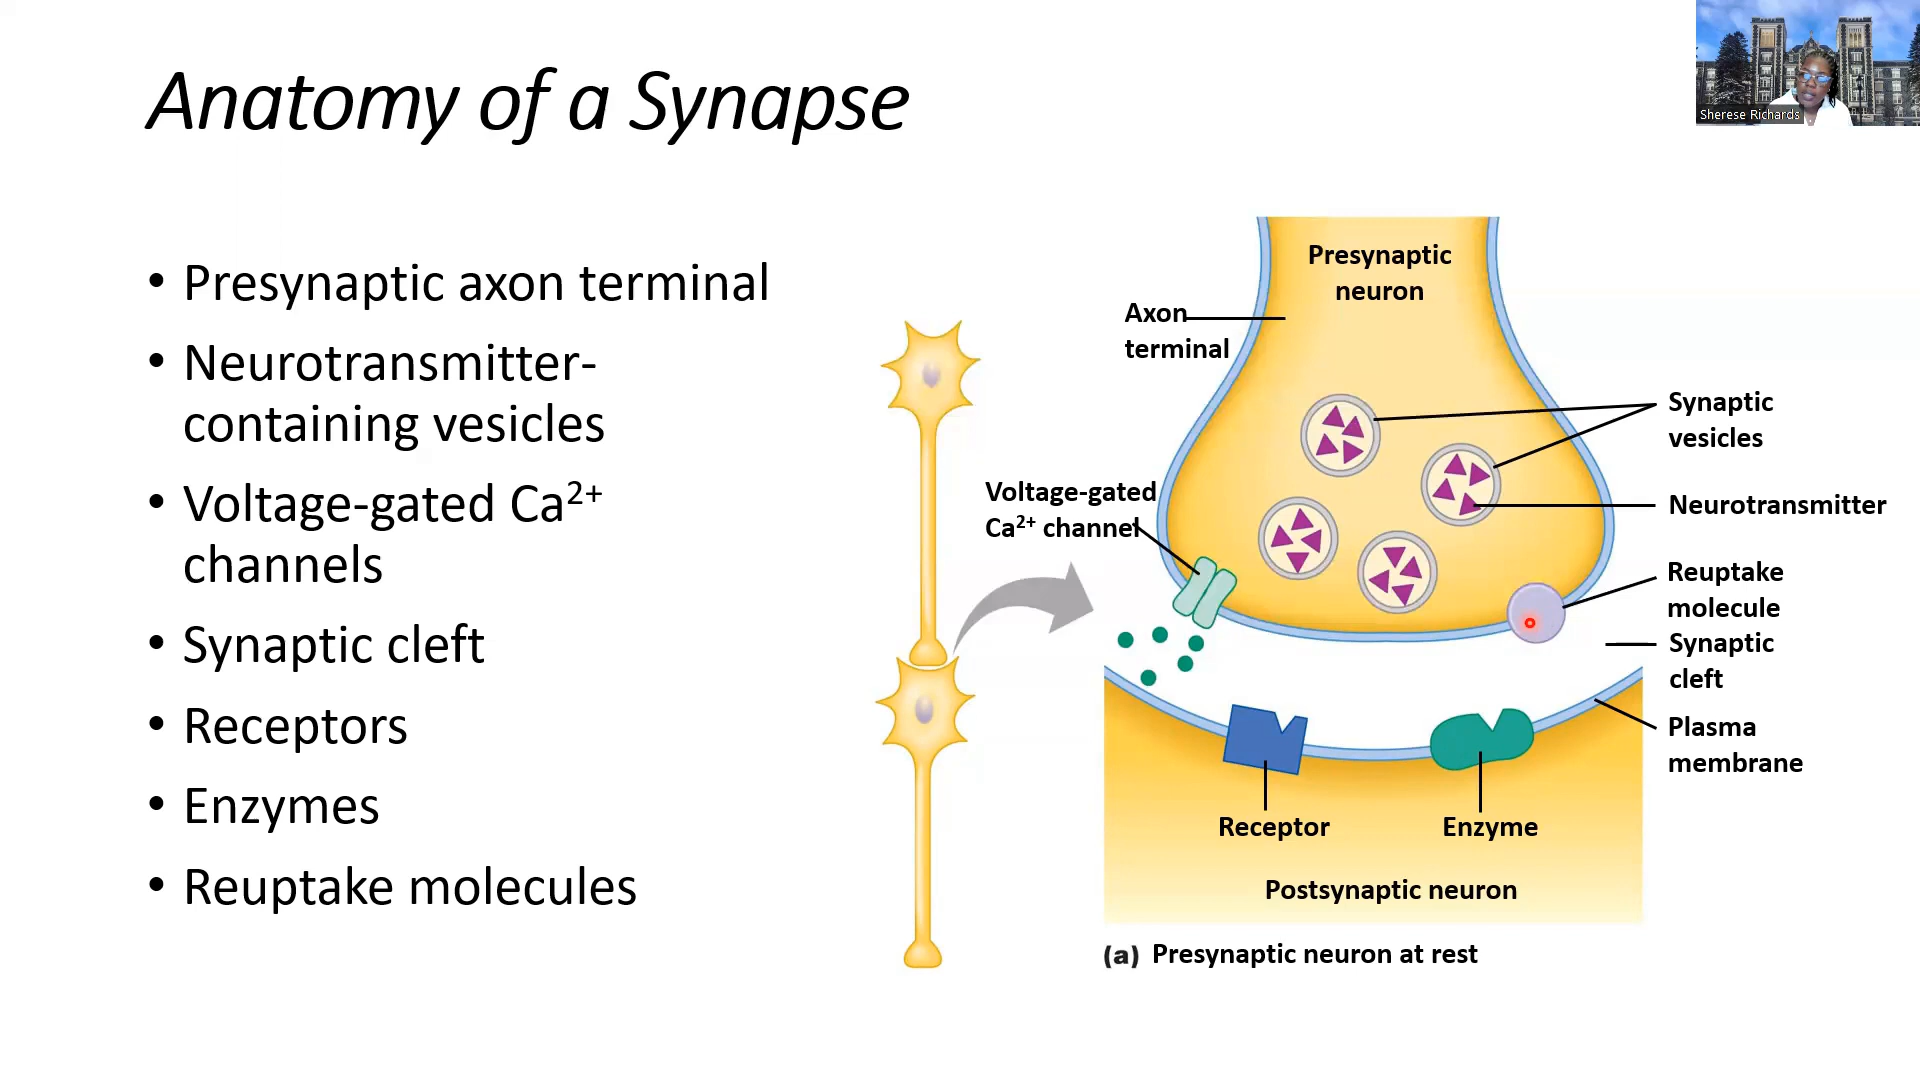 Anatomy of a Synapse
Sherese Richards
• Presynaptic axon terminal
• Neurotransmitter-
containing vesicles
• Voltage-gated Ca²⁺
channels
• Synaptic cleft
• Receptors
• Enzymes
• Reuptake molecules
Presynaptic
neuron
Axon
terminal
Synaptic
vesicles
Voltage-gated
Ca²⁺ channel
Neurotransmitter
Reuptake
molecule
Synaptic
cleft
Plasma
membrane
Receptor
Enzyme
Postsynaptic neuron
(a) Presynaptic neuron at rest